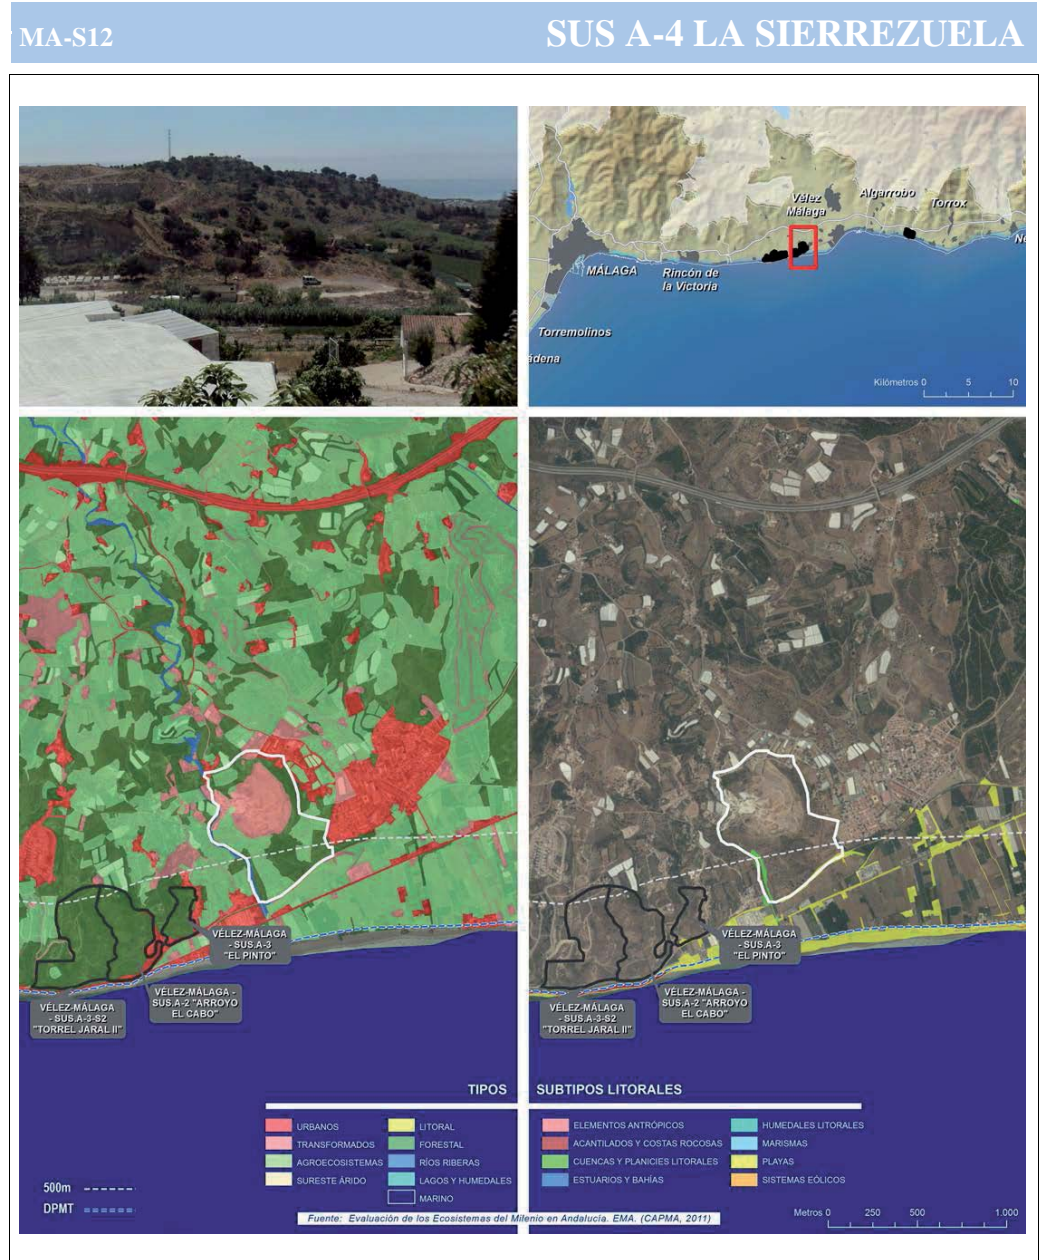 MA-S12
SUS A-4 LA SIERREZUELA
Vélez
Málaga
Algarrobo
Torrox
Ne
MÁLAGA
Rincón de
la Victoria
Torremolinos
ádena
Kilómetros 0 5 10
VÉLEZ-MÁLAGA
- SUS.A-3
"EL PINTO"
VÉLEZ-MÁLAGA -
SUS.A-2 "ARROYO
EL CABO"
VÉLEZ-MÁLAGA
- SUS.A-3-S2
"TORREL JARAL II"
VÉLEZ-MÁLAGA
- SUS.A-3
"EL PINTO"
VÉLEZ-MÁLAGA -
SUS.A-2 "ARROYO
EL CABO"
VÉLEZ-MÁLAGA
- SUS.A-3-S2
"TORREL JARAL II"
TIPOS
URBANOS
TRANSFORMADOS
AGROECOSISTEMAS
SURESTE ÁRIDO
LITORAL
FORESTAL
RÍOS RIBERAS
LAGOS Y HUMEDALES
MARINO
SUBTIPOS LITORALES
ELEMENTOS ANTRÓPICOS
ACANTILADOS Y COSTAS ROCOSAS
CUENCAS Y PLANICIES LITORALES
ESTUARIOS Y BAHÍAS
HUMEDALES LITORALES
MARISMAS
PLAYAS
SISTEMAS EÓLICOS
500m
DPMT
Fuente: Evaluación de los Ecosistemas del Milenio en Andalucía. EMA. (CAPMA, 2011)
Metros 0 250 500 1.000